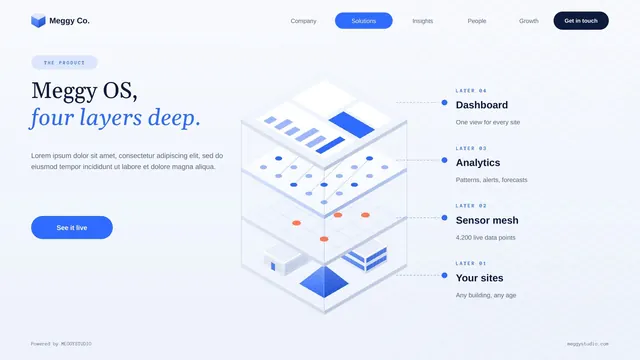 Meggy Co.
Company
Solutions
Insights
People
Growth
Get in touch
THE PRODUCT
Meggy OS,
four layers deep.
Lorem ipsum dolor sit amet, consectetur adipiscing elit, sed do
eiusmod tempor incididunt ut labore et dolore magna aliqua.
See it live
LAYER 04
Dashboard
One view for every site
LAYER 03
Analytics
Patterns, alerts, forecasts
LAYER 02
Sensor mesh
4,200 live data points
LAYER 01
Your sites
Any building, any age
Powered by MEGGYSTUDIO
meggystudio.com